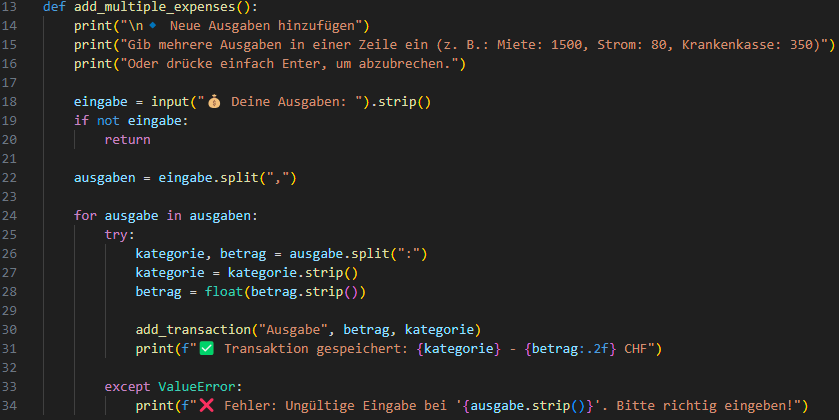 13 def add_multiple_expenses():
14     print("\n🔹 Neue Ausgaben hinzufügen")
15     print("Gib mehrere Ausgaben in einer Zeile ein (z. B.: Miete: 1500, Strom: 80, Krankenkasse: 350)")
16     print("Oder drücke einfach Enter, um abzubrechen.")
17
18     eingabe = input("💰 Deine Ausgaben: ").strip()
19     if not eingabe:
20         return
21
22     ausgaben = eingabe.split(",")
23
24     for ausgabe in ausgaben:
25         try:
26             kategorie, betrag = ausgabe.split(":")
27             kategorie = kategorie.strip()
28             betrag = float(betrag.strip())
29
30             add_transaction("Ausgabe", betrag, kategorie)
31             print(f"✅ Transaktion gespeichert: {kategorie} - {betrag:.2f} CHF")
32
33         except ValueError:
34             print(f"❌ Fehler: Ungültige Eingabe bei '{ausgabe.strip()}'. Bitte richtig eingeben!")